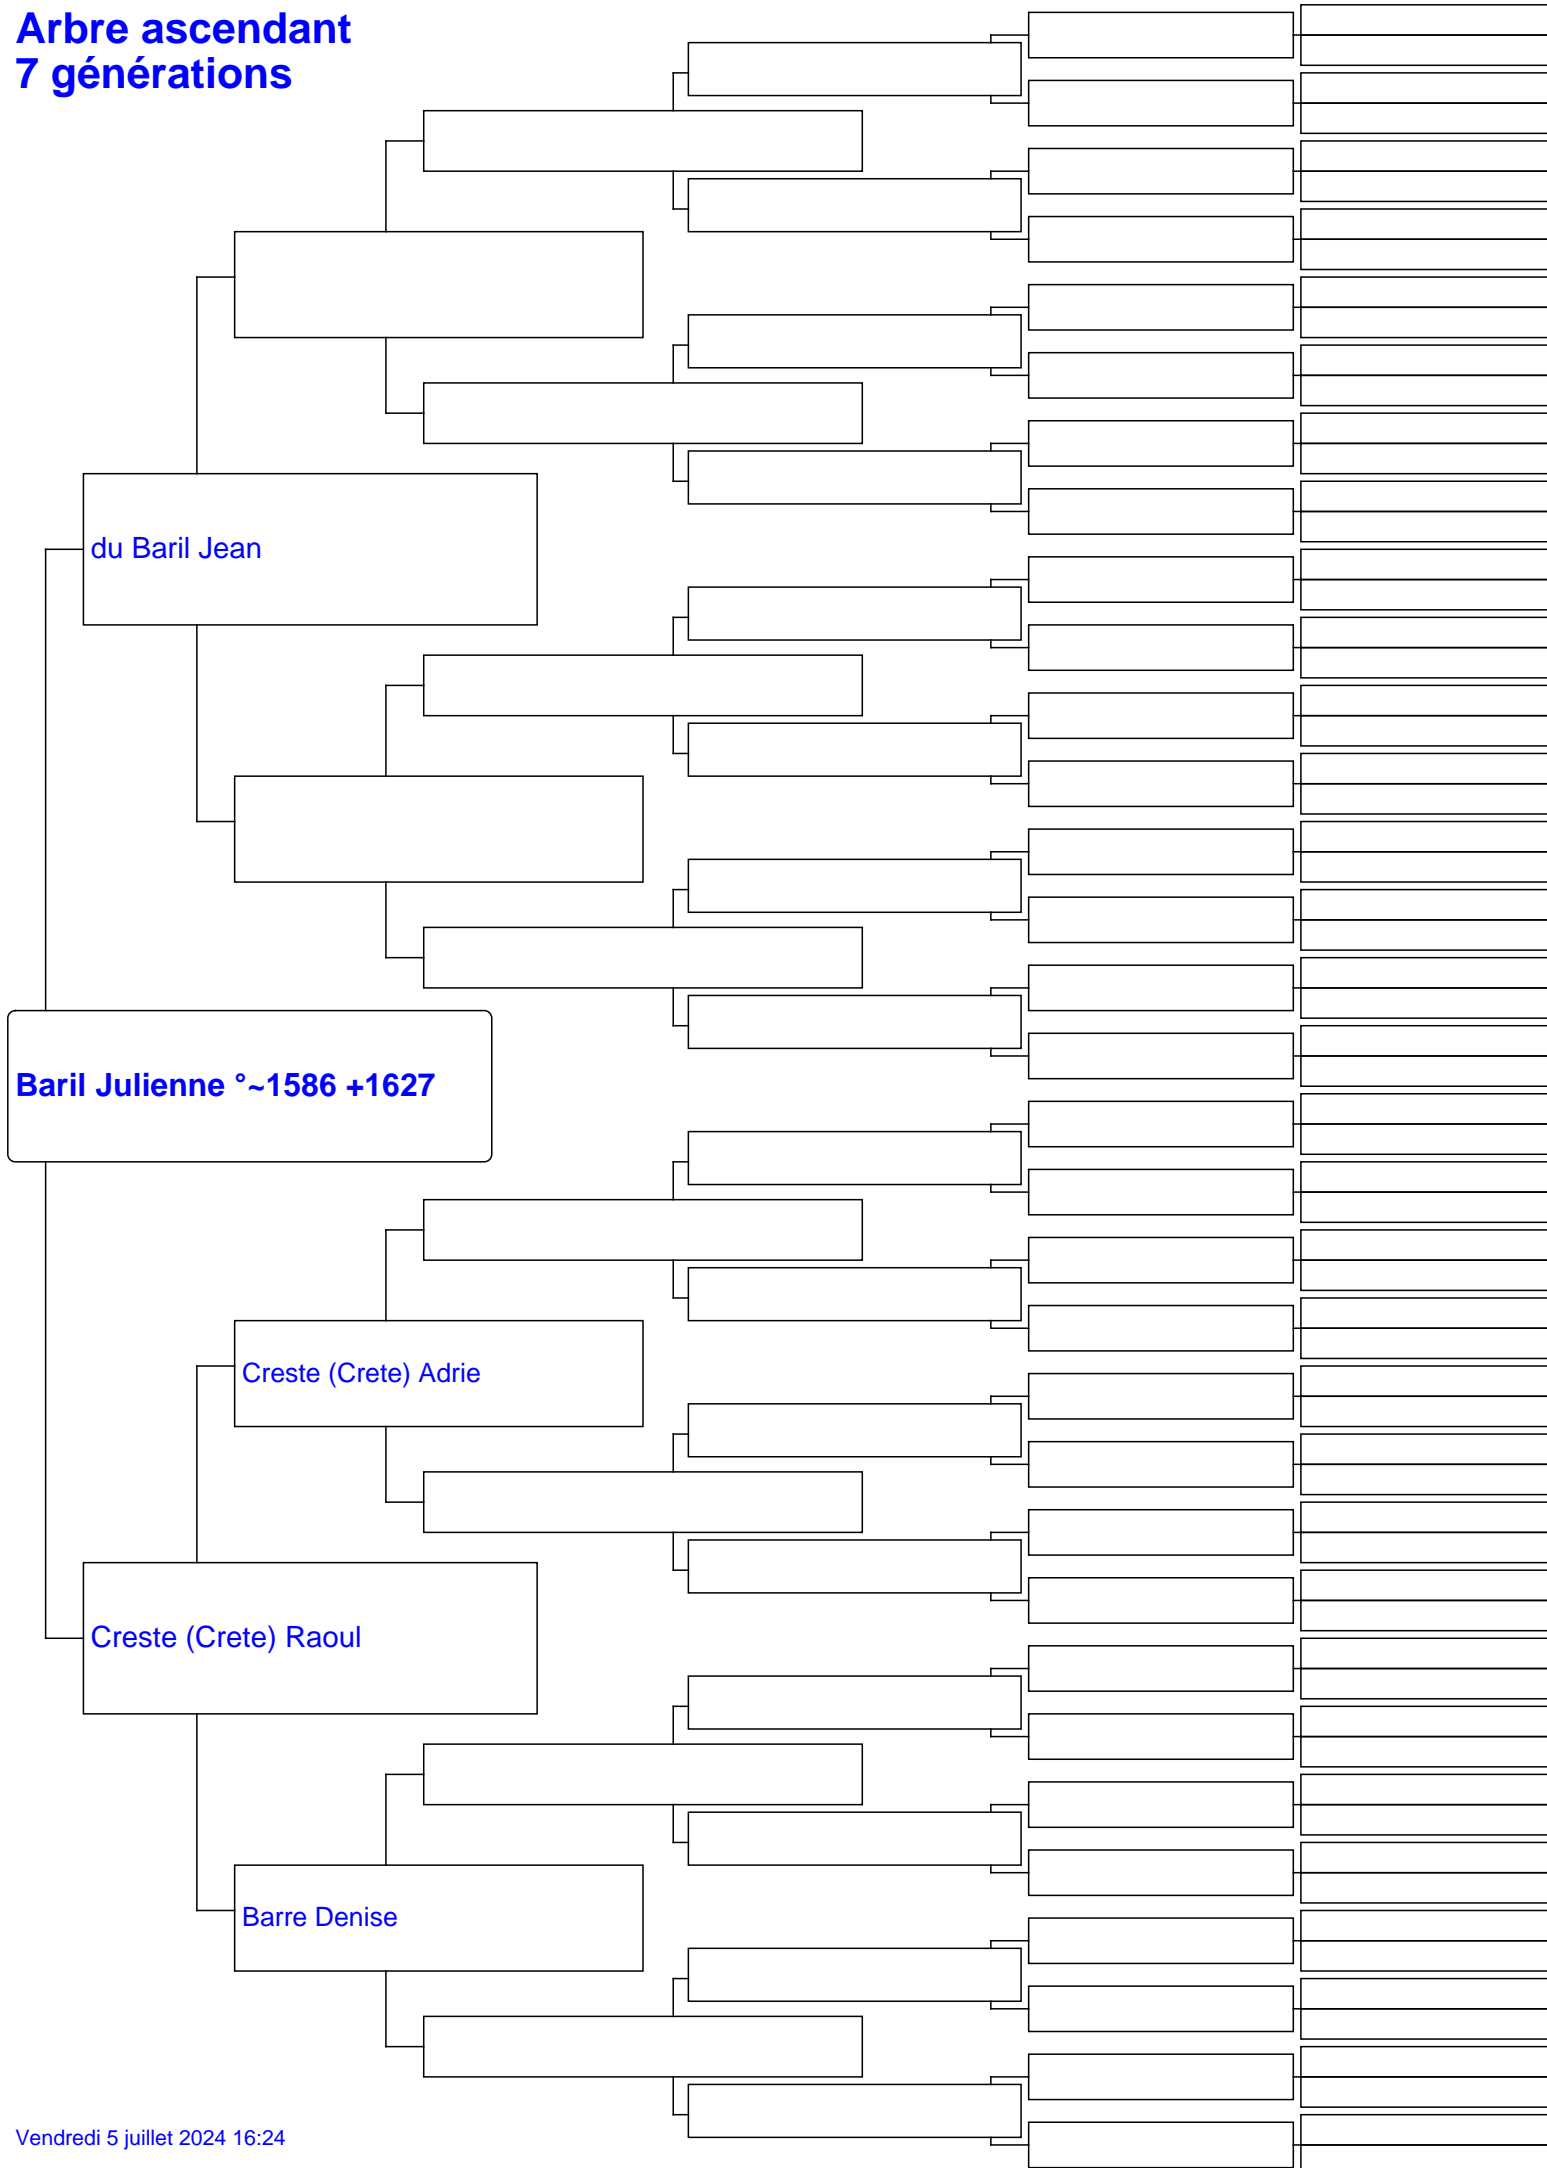 Arbre ascendant
7 générations
du Baril Jean
Baril Julienne °~1586 +1627
Creste (Crete) Adrie
Creste (Crete) Raoul
Barre Denise
Vendredi 5 juillet 2024 16:24